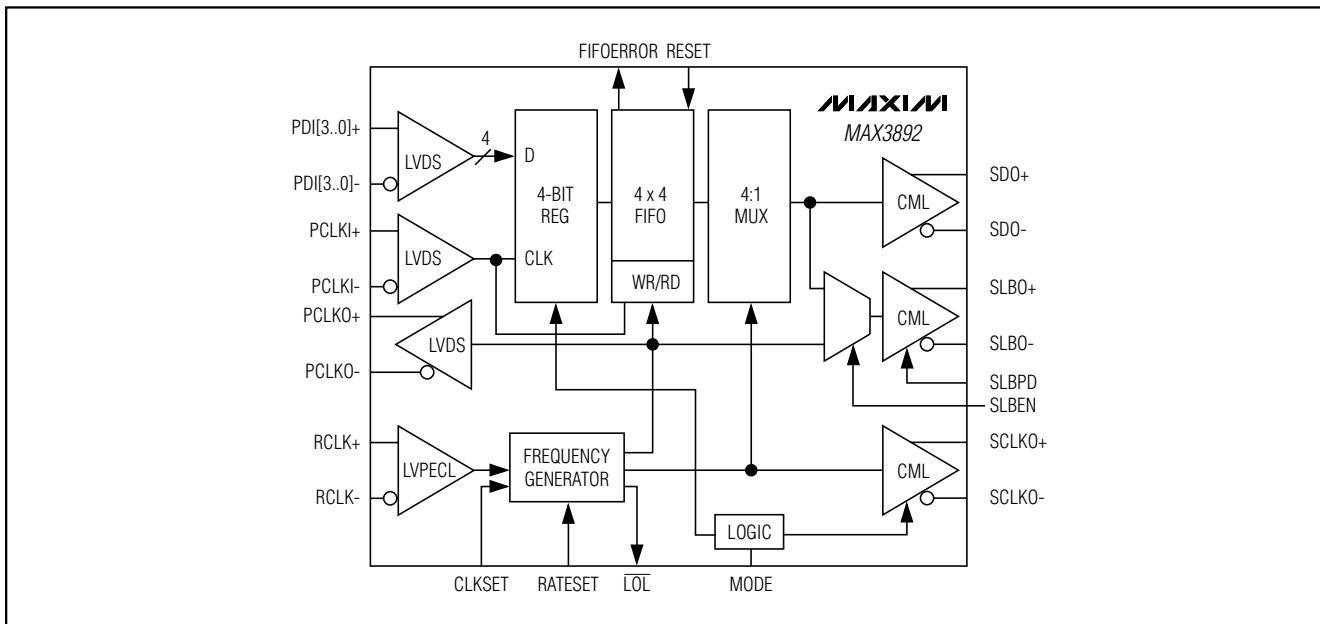 FIFOERROR RESET
MAXIM
MAX3892
PDI[3..0]+
PDI[3..0]-
LVDS
4
D
4-BIT
REG
4 x 4
FIFO
4:1
MUX
CML
SDO+
SDO-
PCLKI+
PCLKI-
LVDS
CLK
WR/RD
PCLKO+
PCLKO-
LVDS
CML
SLBO+
SLBO-
SLBPD
SLBEN
RCLK+
RCLK-
LVPECL
FREQUENCY
GENERATOR
CML
SCLKO+
SCLKO-
LOGIC
CLKSET
RATESET
LOL
MODE